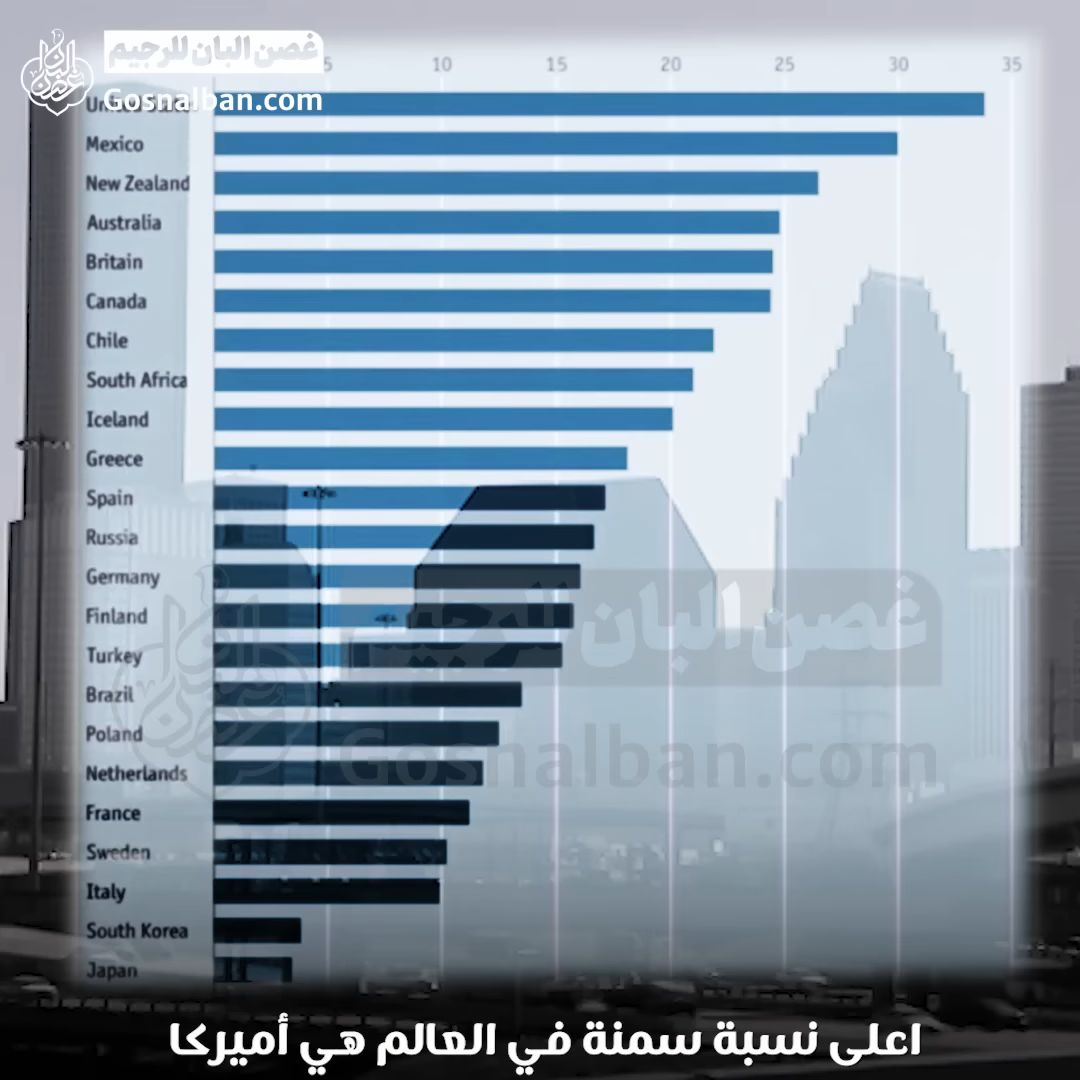 غصن البان للرجيم
Gosnalban.com
5 10 15 20 25 30 35
United States
Mexico
New Zealand
Australia
Britain
Canada
Chile
South Africa
Iceland
Greece
Spain
Russia
Germany
Finland
Turkey
Brazil
Poland
Netherlands
France
Sweden
Italy
South Korea
Japan
غصن البان للرجيم
Gosnalban.com
اعلى نسبة سمنة في العالم هي أميركا